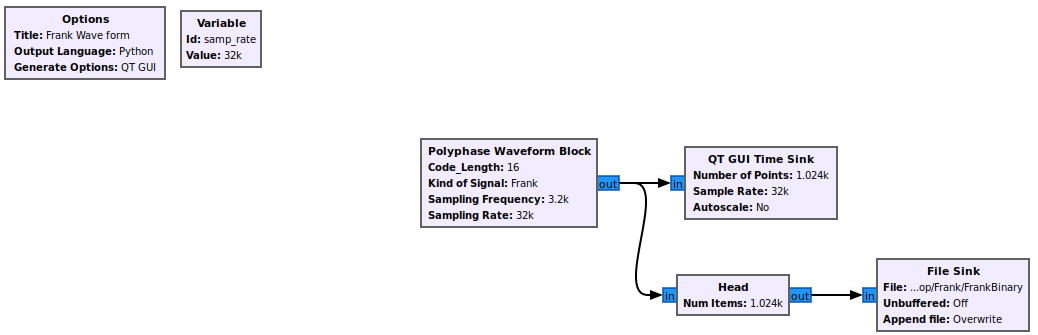 Options
Title: Frank Wave form
Output Language: Python
Generate Options: QT GUI
Variable
Id: samp_rate
Value: 32k
Polyphase Waveform Block
Code_Length: 16
Kind of Signal: Frank
Sampling Frequency: 3.2k
Sampling Rate: 32k
out
in
QT GUI Time Sink
Number of Points: 1.024k
Sample Rate: 32k
Autoscale: No
in
Head
Num Items: 1.024k
out
in
File Sink
File: ...op/Frank/FrankBinary
Unbuffered: Off
Append file: Overwrite